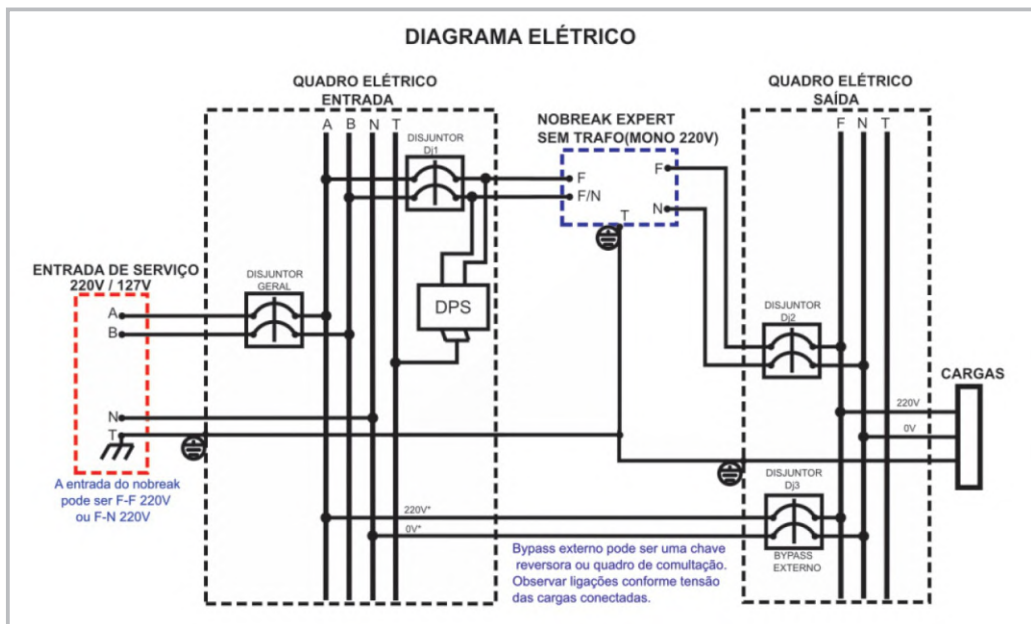 DIAGRAMA ELÉTRICO
QUADRO ELÉTRICO
ENTRADA
QUADRO ELÉTRICO
SAÍDA
A B N T
DISJUNTOR
Dj1
NOBREAK EXPERT
SEM TRAFO(MONO 220V)
F N T
F
F/N
F
N
T
ENTRADA DE SERVIÇO
220V / 127V
DISJUNTOR
GERAL
A
B
N
T
DPS
DISJUNTOR
Dj2
CARGAS
220V
0V
A entrada do nobreak
pode ser F-F 220V
ou F-N 220V
220V*
0V*
DISJUNTOR
Dj3
BYPASS
EXTERNO
Bypass externo pode ser uma chave
reversora ou quadro de comultação.
Observar ligações conforme tensão
das cargas conectadas.